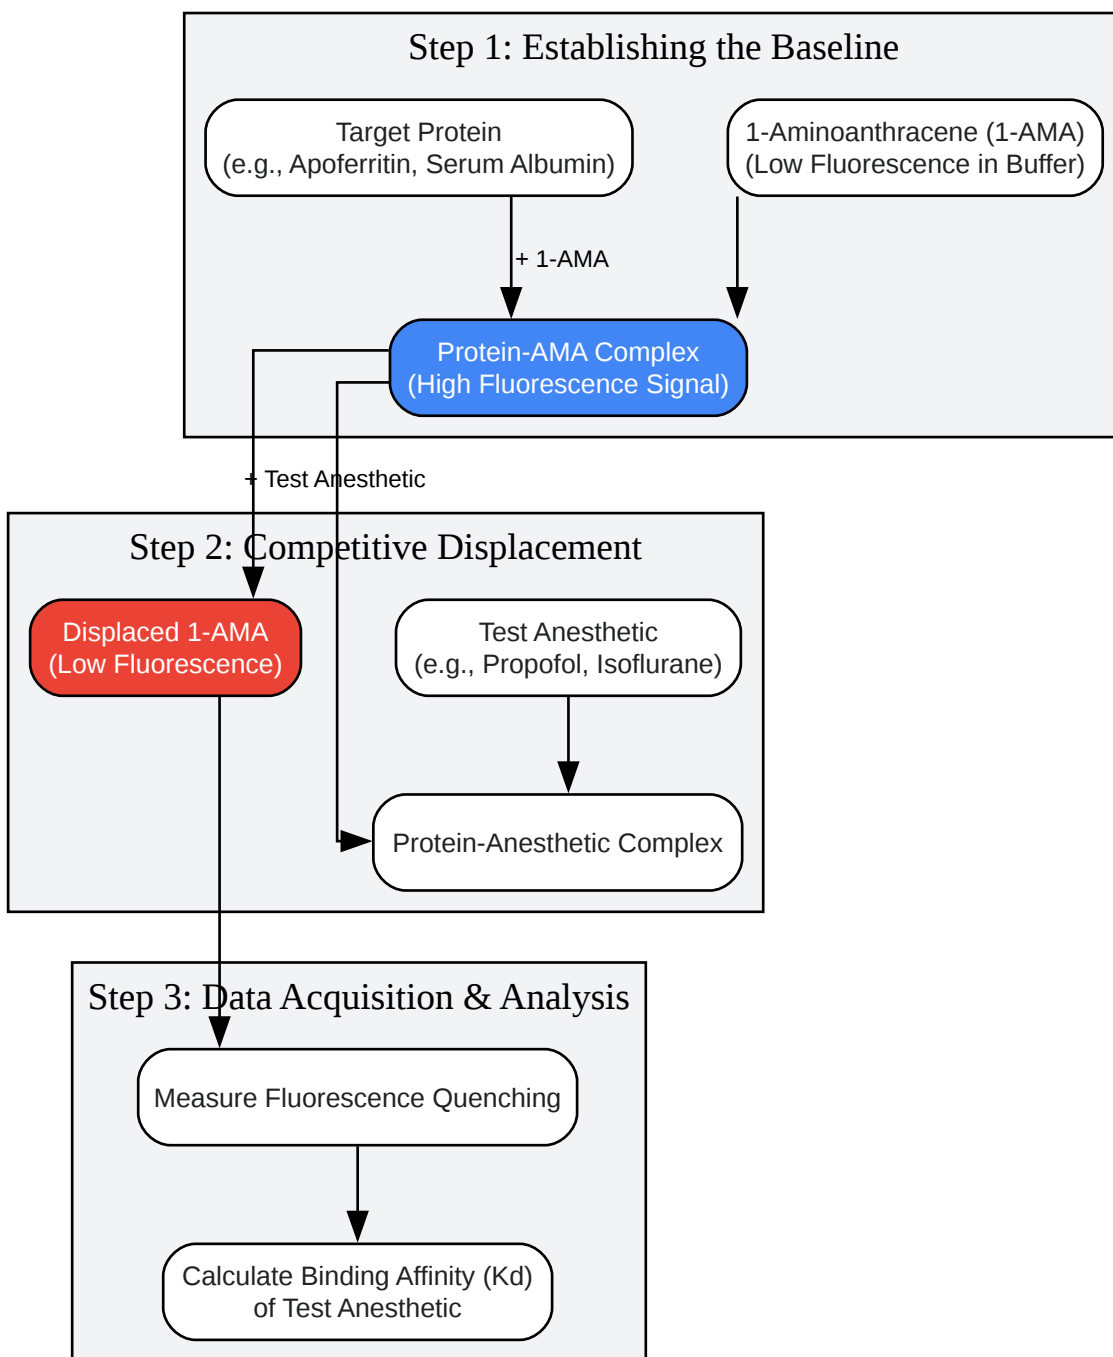 Step 1: Establishing the Baseline
Target Protein
(e.g., Apoferritin, Serum Albumin)
1-Aminoanthracene (1-AMA)
(Low Fluorescence in Buffer)
+ 1-AMA
Protein-AMA Complex
(High Fluorescence Signal)
+ Test Anesthetic
Step 2: Competitive Displacement
Displaced 1-AMA
(Low Fluorescence)
Test Anesthetic
(e.g., Propofol, Isoflurane)
Protein-Anesthetic Complex
Step 3: Data Acquisition & Analysis
Measure Fluorescence Quenching
Calculate Binding Affinity (Kd)
of Test Anesthetic